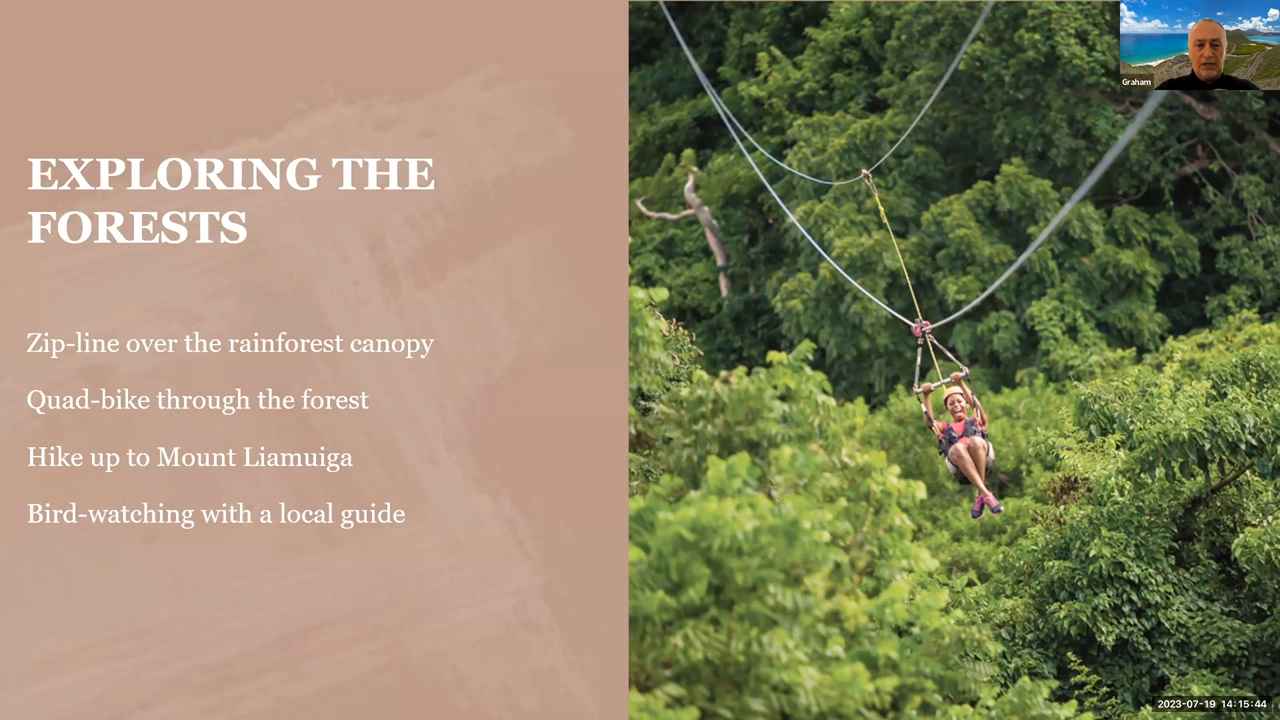 EXPLORING THE
FORESTS
Zip-line over the rainforest canopy
Quad-bike through the forest
Hike up to Mount Liamuiga
Bird-watching with a local guide
Graham
2023-07-19 14:15:44